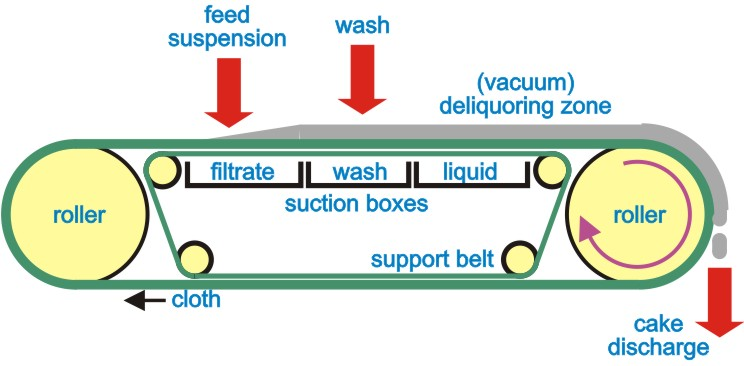 feed
suspension
wash
(vacuum)
deliquoring zone
filtrate
wash
liquid
suction boxes
roller
roller
support belt
cloth
cake
discharge